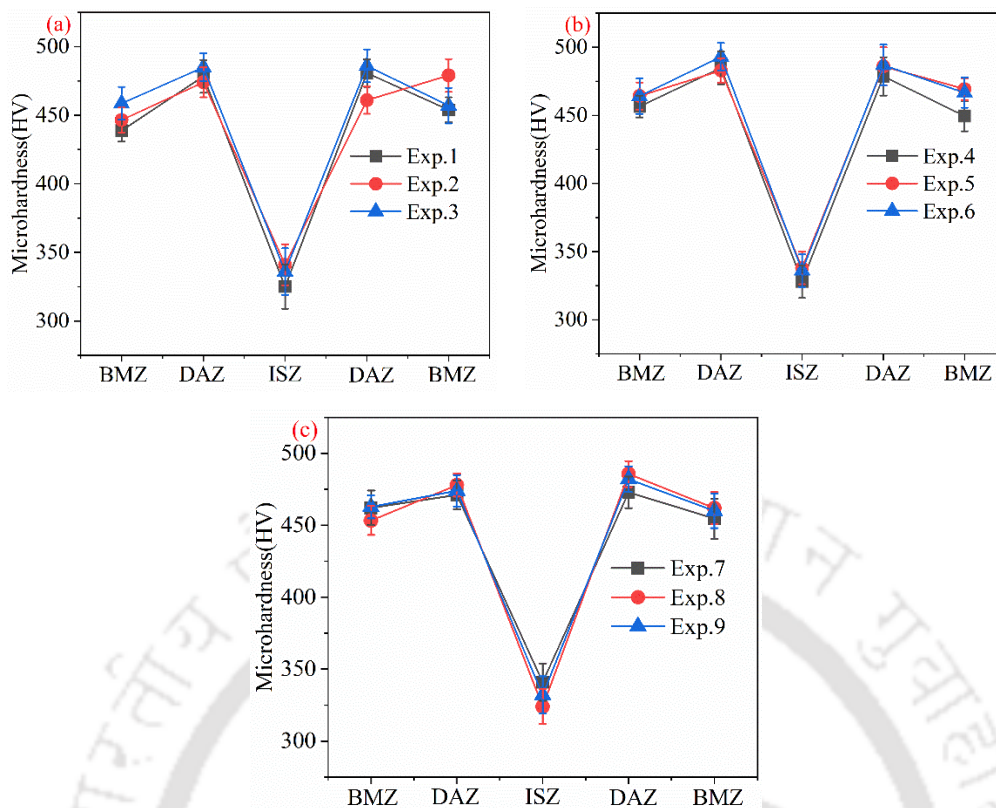 (a)
500
450
400
350
300
Microhardness(HV)
Exp.1
Exp.2
Exp.3
BMZ DAZ ISZ DAZ BMZ
(b)
500
450
400
350
300
Microhardness(HV)
Exp.4
Exp.5
Exp.6
BMZ DAZ ISZ DAZ BMZ
(c)
500
450
400
350
300
Microhardness(HV)
Exp.7
Exp.8
Exp.9
BMZ DAZ ISZ DAZ BMZ